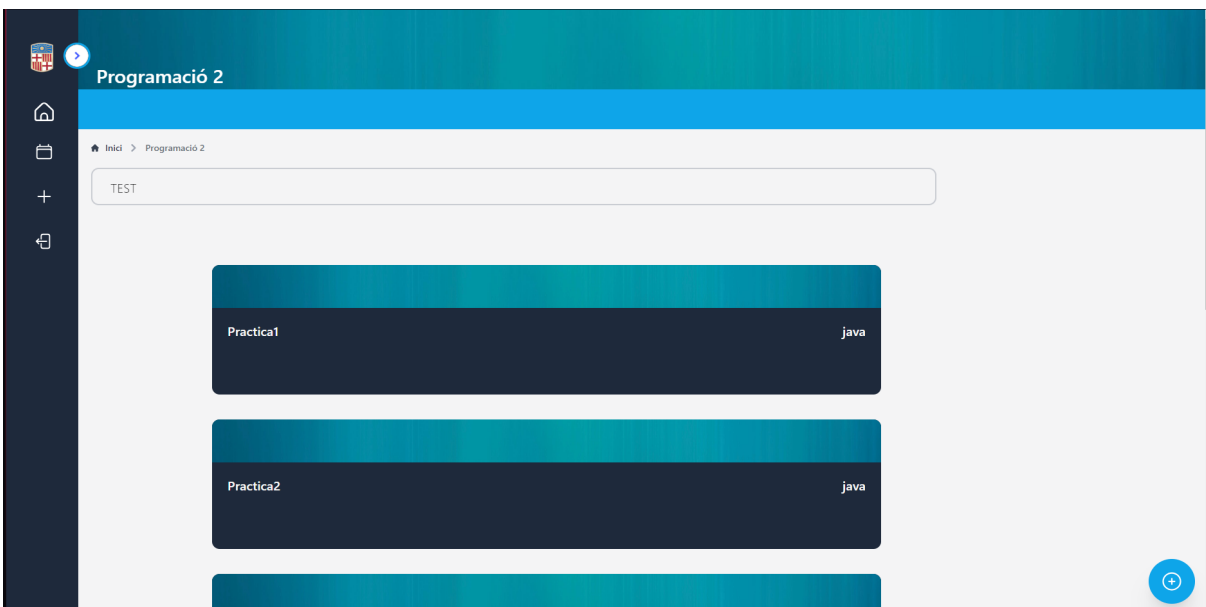 Programació 2
Inici > Programació 2
TEST
Practica1 java
Practica2 java